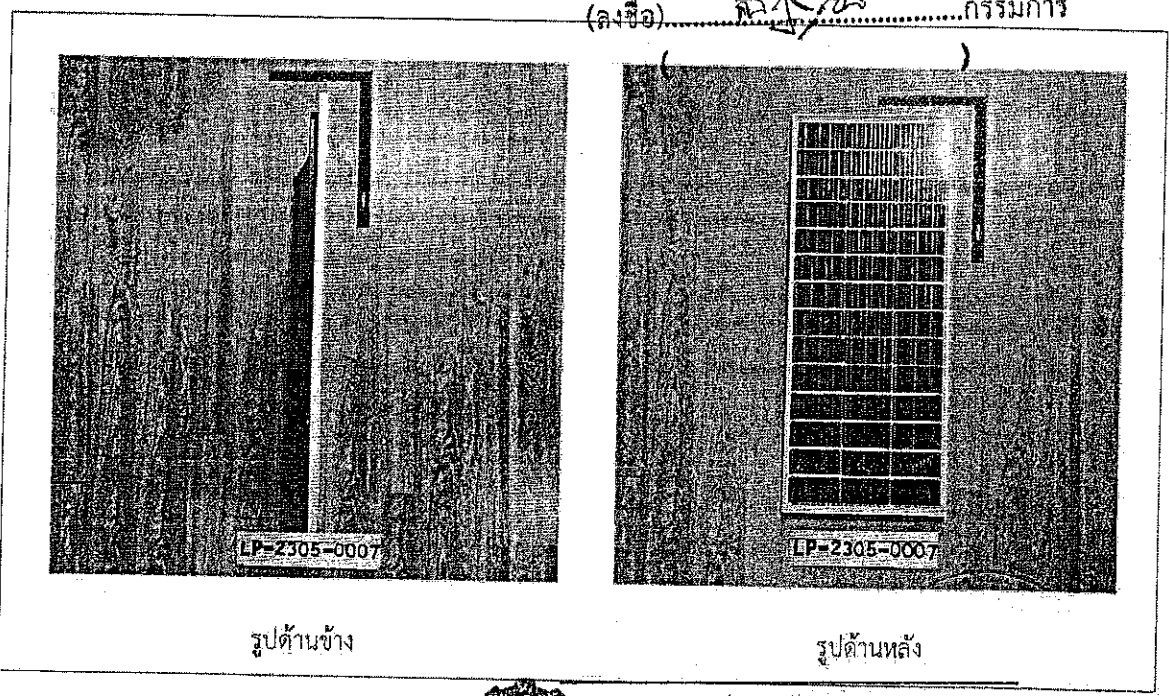 (ลงชื่อ)....................................กรรมการ
( )
LP-2305-0007
LP-2305-0007
รูปด้านข้าง
รูปด้านหลัง